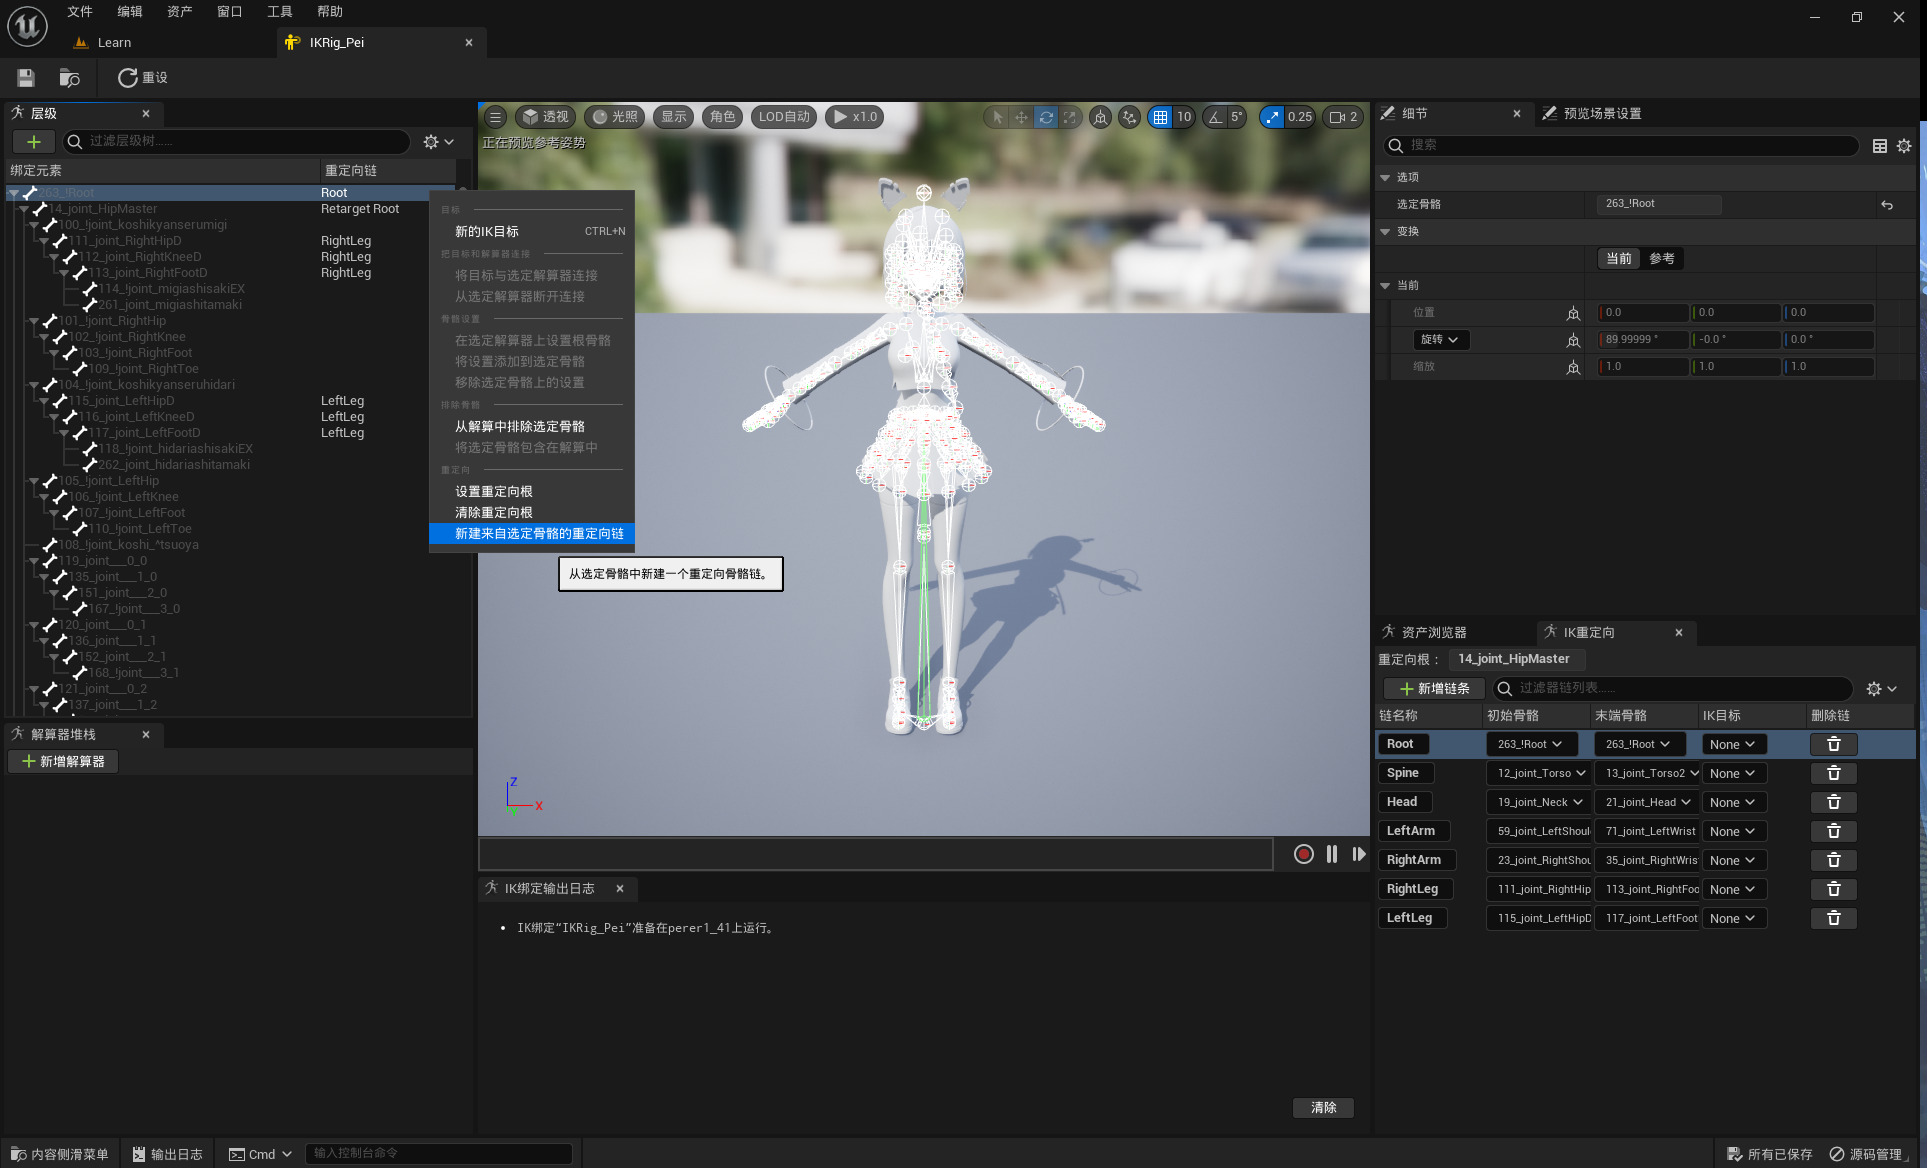 文件 编辑 资产 窗口 工具 帮助
Learn
IKRig_Pei
重设
层级
过滤层级树......
绑定元素 重定向链
263_!Root Root
14_joint_HipMaster Retarget Root
100_!joint_koshikyanserumigi
111_joint_RightHipD RightLeg
112_joint_RightKneeD RightLeg
113_joint_RightFootD RightLeg
114_!joint_migiashisakiEX
261_joint_migiashitamaki
101_!joint_RightHip
102_!joint_RightKnee
103_!joint_RightFoot
109_!joint_RightToe
104_!joint_koshikyanseruhidari
115_joint_LeftHipD LeftLeg
116_joint_LeftKneeD LeftLeg
117_joint_LeftFootD LeftLeg
118_!joint_hidariashisakiEX
262_joint_hidariashitamaki
105_!joint_LeftHip
106_!joint_LeftKnee
107_!joint_LeftFoot
110_!joint_LeftToe
108_!joint_koshi_^tsuoya
119_joint___0_0
135_joint___1_0
151_joint___2_0
167_!joint___3_0
120_joint___0_1
136_joint___1_1
152_joint___2_1
168_!joint___3_1
121_joint___0_2
137_joint___1_2
解算器堆栈
新增解算器
透视 光照 显示 角色 LOD自动 x1.0 10 5° 0.25 2
正在预览参考姿势
目标
新的IK目标 CTRL+N
把目标和解算器连接
将目标与选定解算器连接
从选定解算器断开连接
骨骼设置
在选定解算器上设置根骨骼
将设置添加到选定骨骼
移除选定骨骼上的设置
排除骨骼
从解算中排除选定骨骼
将选定骨骼包含在解算中
重定向
设置重定向根
清除重定向根
新建来自选定骨骼的重定向链
从选定骨骼中新建一个重定向骨骼链。
Z
X
Y
IK绑定输出日志
• IK绑定“IKRig_Pei”准备在perer1_41上运行。
清除
细节 预览场景设置
搜索
选项
选定骨骼 263_!Root
变换
当前 参考
当前
位置 0.0 0.0 0.0
旋转 89.99999 ° -0.0 ° 0.0 °
缩放 1.0 1.0 1.0
资产浏览器 IK重定向
重定向根： 14_joint_HipMaster
新增链条 过滤器链列表......
链名称 初始骨骼 末端骨骼 IK目标 删除链
Root 263_!Root 263_!Root None
Spine 12_joint_Torso 13_joint_Torso2 None
Head 19_joint_Neck 21_joint_Head None
LeftArm 59_joint_LeftShoul 71_joint_LeftWrist None
RightArm 23_joint_RightShou 35_joint_RightWris None
RightLeg 111_joint_RightHip 113_joint_RightFoo None
LeftLeg 115_joint_LeftHipD 117_joint_LeftFoot None
内容侧滑菜单 输出日志 Cmd 输入控制台命令 所有已保存 源码管理